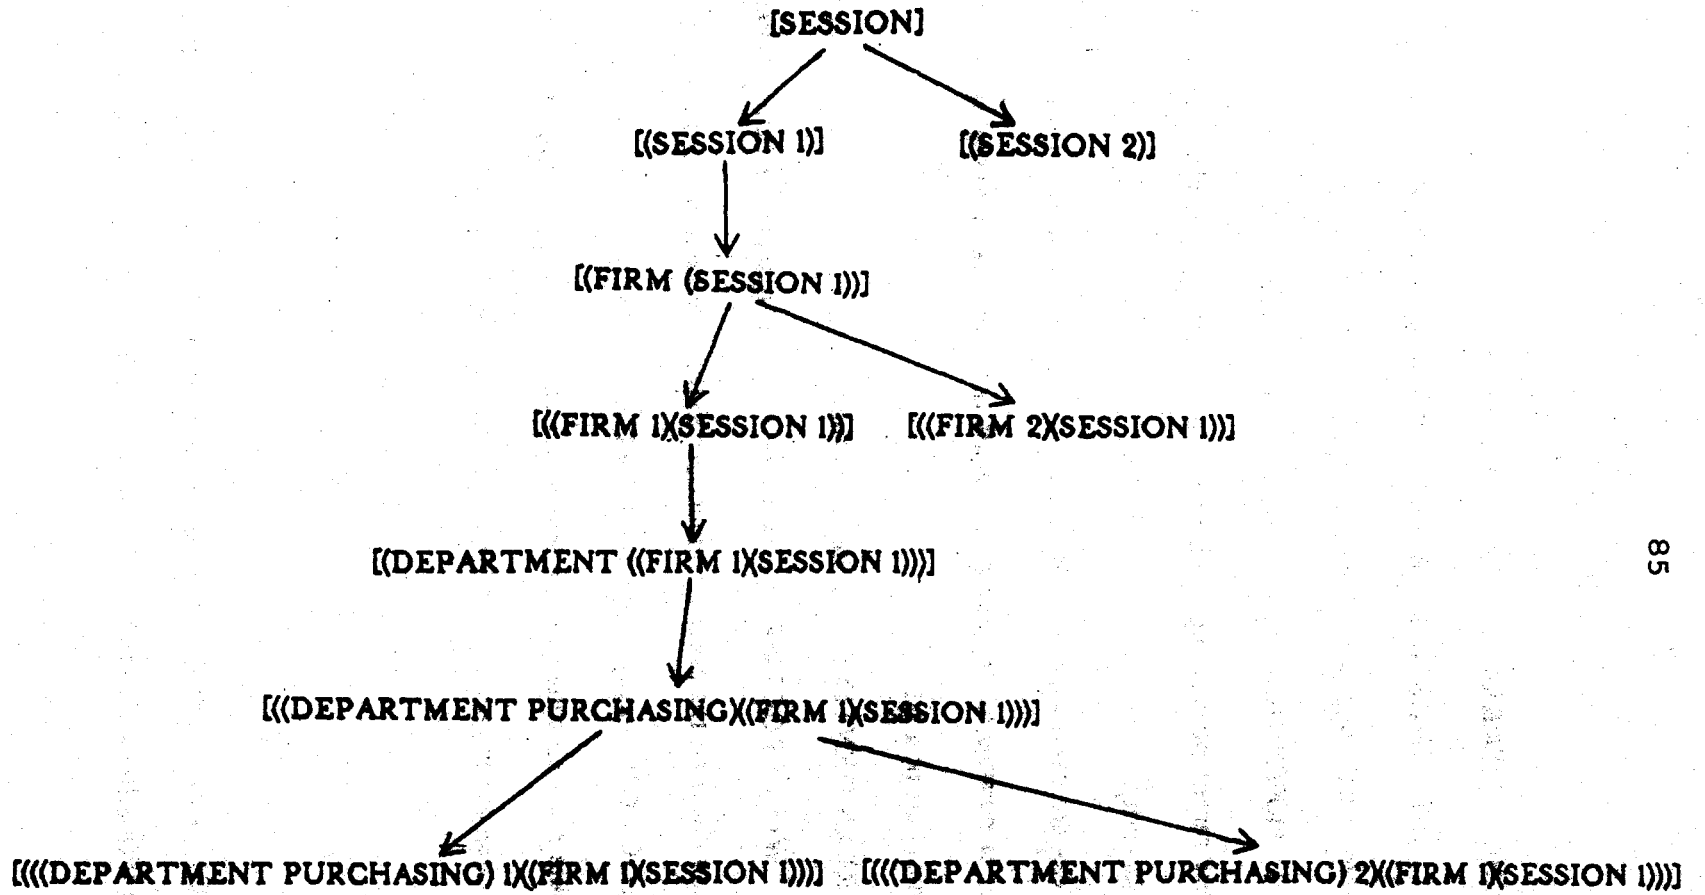 [SESSION]
[(SESSION 1)] [(SESSION 2)]
[(FIRM (SESSION 1))]
[((FIRM 1)(SESSION 1))] [((FIRM 2)(SESSION 1))]
[(DEPARTMENT ((FIRM 1)(SESSION 1)))]
85
[((DEPARTMENT PURCHASING)((FIRM 1)(SESSION 1)))]
[(((DEPARTMENT PURCHASING) 1)((FIRM 1)(SESSION 1)))] [(((DEPARTMENT PURCHASING) 2)((FIRM 1)(SESSION 1)))]